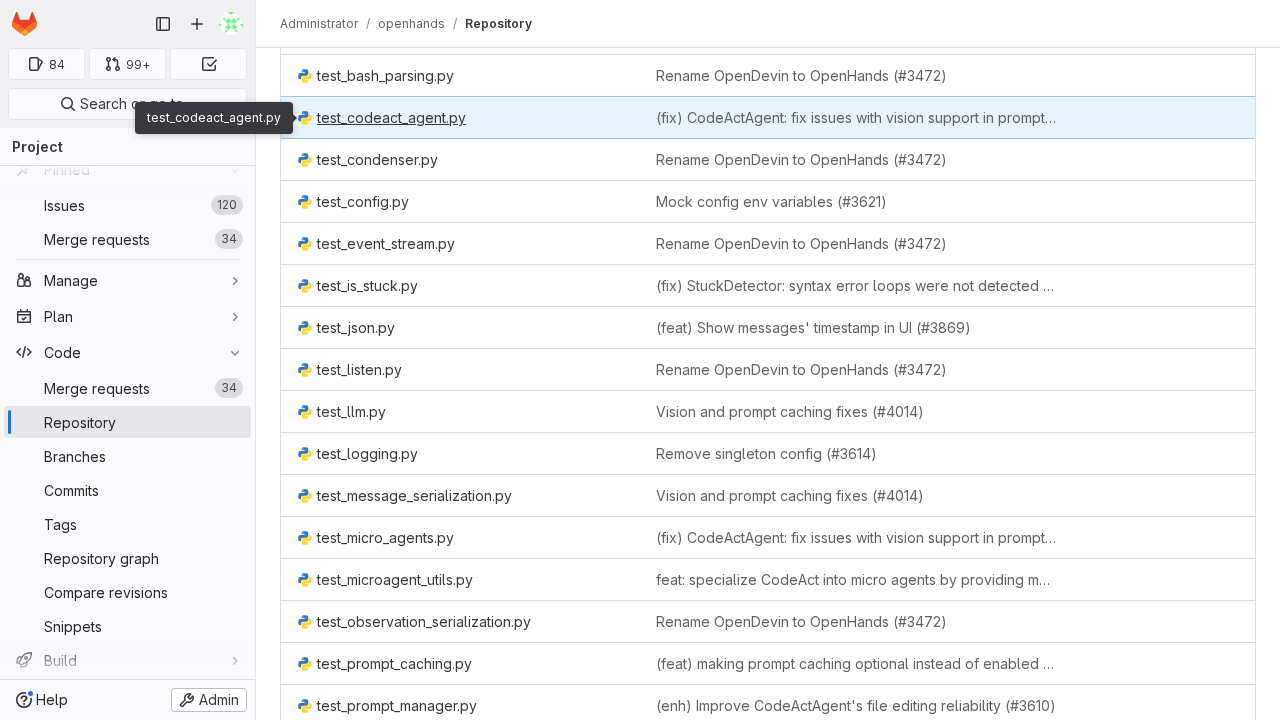 Administrator / openhands / Repository
84
99+
Search or go to
Project
Pinned
Issues 120
Merge requests 34
Manage
Plan
Code
Merge requests 34
Repository
Branches
Commits
Tags
Repository graph
Compare revisions
Snippets
Build
Help
Admin
test_codeact_agent.py
test_bash_parsing.py Rename OpenDevin to OpenHands (#3472)
test_codeact_agent.py (fix) CodeActAgent: fix issues with vision support in prompt…
test_condenser.py Rename OpenDevin to OpenHands (#3472)
test_config.py Mock config env variables (#3621)
test_event_stream.py Rename OpenDevin to OpenHands (#3472)
test_is_stuck.py (fix) StuckDetector: syntax error loops were not detected …
test_json.py (feat) Show messages' timestamp in UI (#3869)
test_listen.py Rename OpenDevin to OpenHands (#3472)
test_llm.py Vision and prompt caching fixes (#4014)
test_logging.py Remove singleton config (#3614)
test_message_serialization.py Vision and prompt caching fixes (#4014)
test_micro_agents.py (fix) CodeActAgent: fix issues with vision support in prompt…
test_microagent_utils.py feat: specialize CodeAct into micro agents by providing m…
test_observation_serialization.py Rename OpenDevin to OpenHands (#3472)
test_prompt_caching.py (feat) making prompt caching optional instead of enabled …
test_prompt_manager.py (enh) Improve CodeActAgent's file editing reliability (#3610)